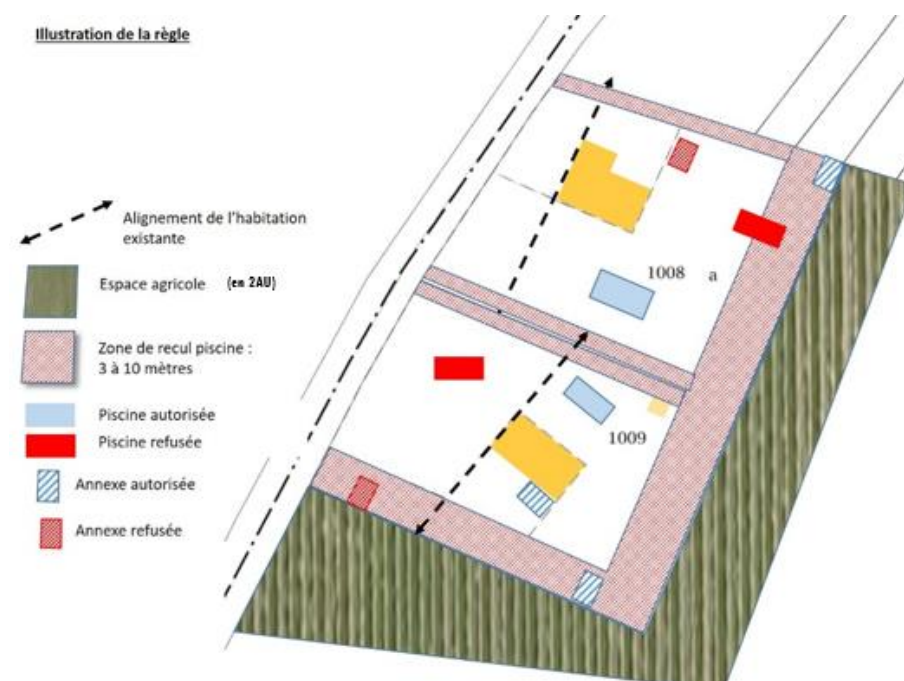 Illustration de la règle
Alignement de l'habitation
existante
Espace agricole (en 2AU)
Zone de recul piscine :
3 à 10 mètres
Piscine autorisée
Piscine refusée
Annexe autorisée
Annexe refusée
1008 a
1009